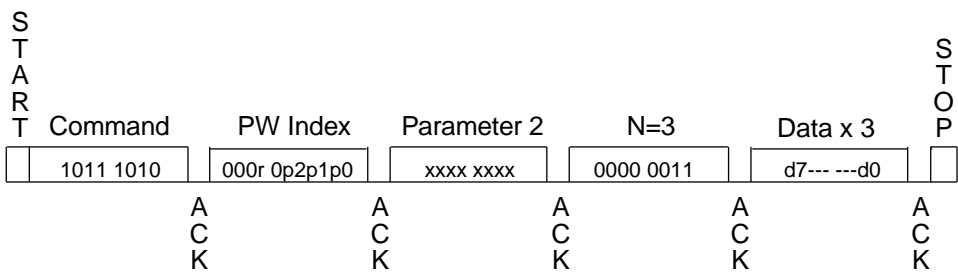 START
STOP
Command
PW Index
Parameter 2
N=3
Data x 3
1011 1010
000r 0p2p1p0
xxxx xxxx
0000 0011
d7--- ---d0
ACK
ACK
ACK
ACK
ACK